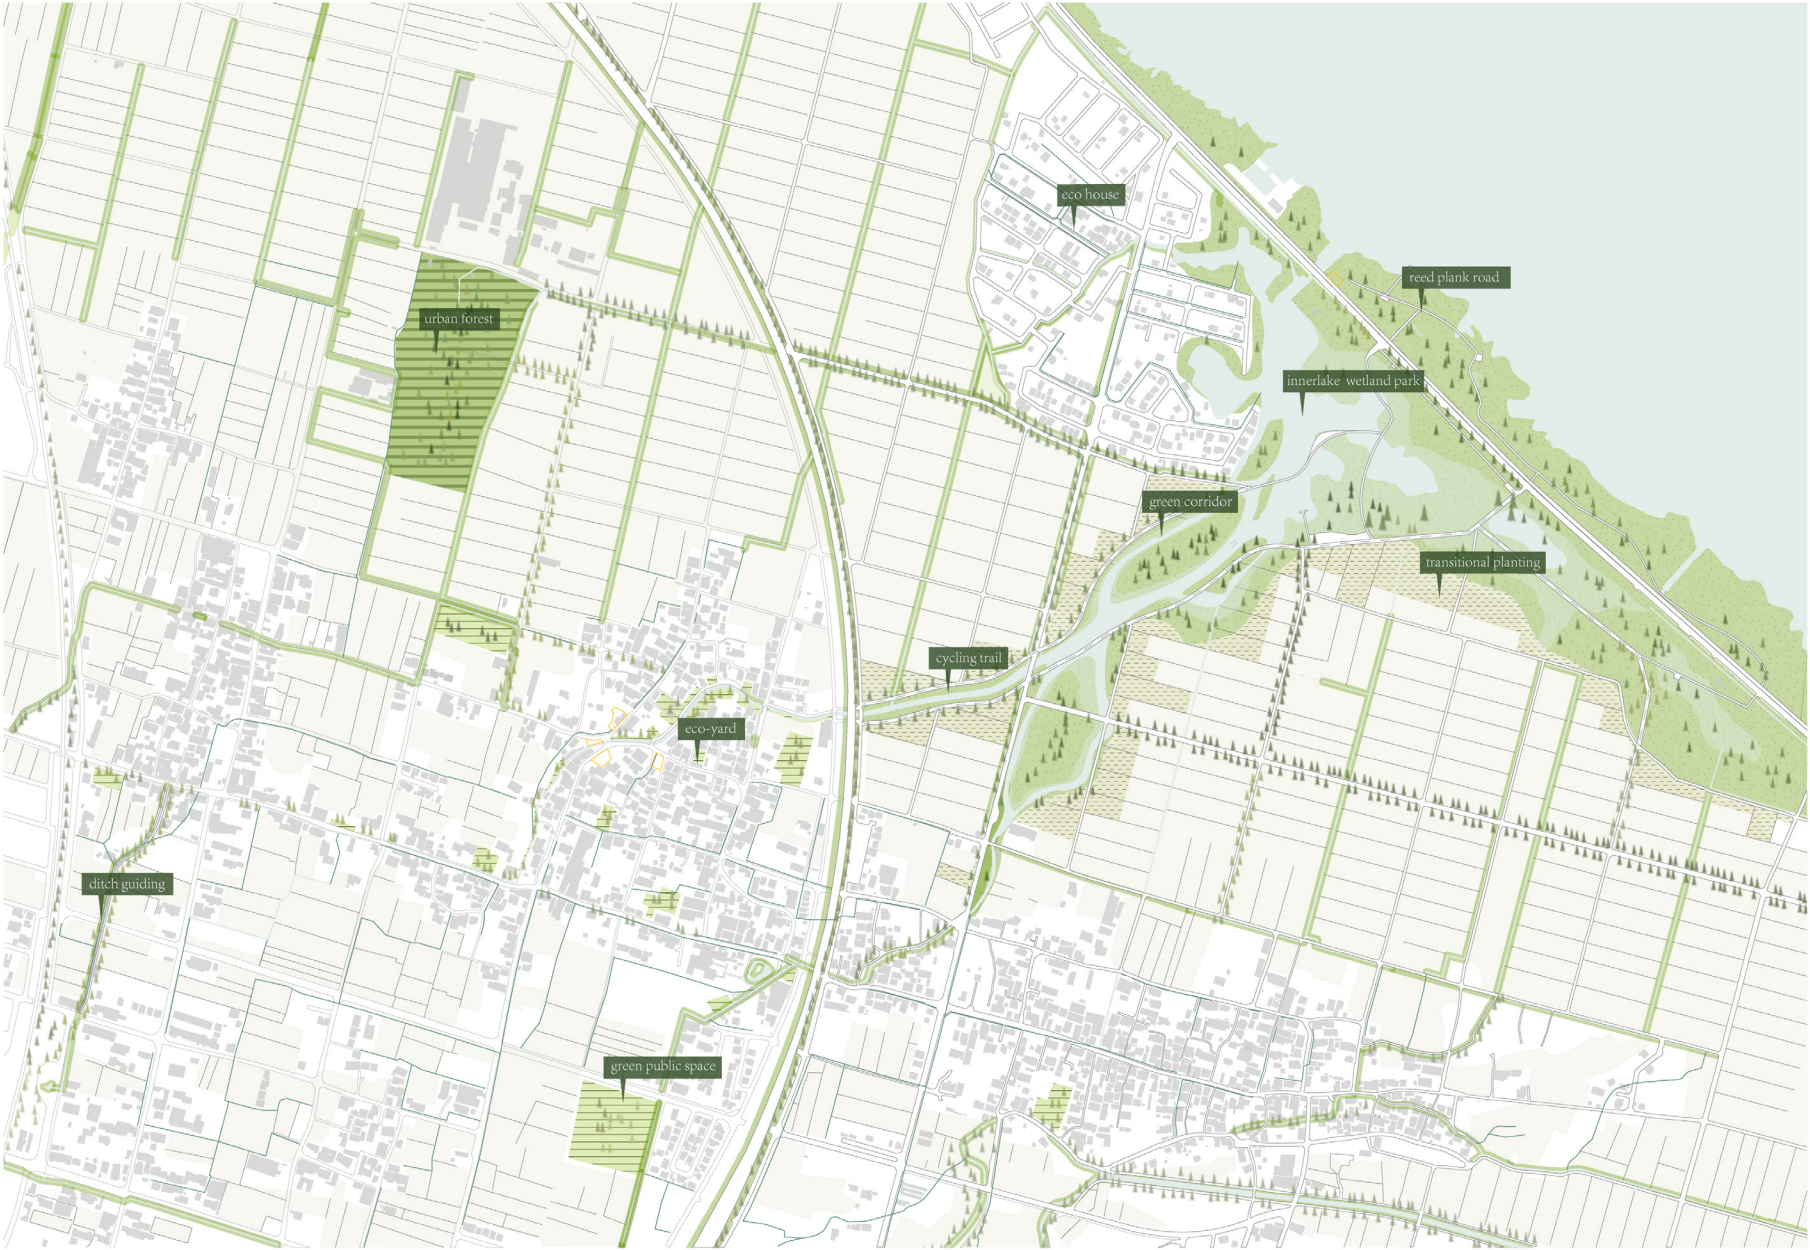 eco house
reed plank road
urban forest
innerlake wetland park
green corridor
transitional planting
cycling trail
eco-yard
ditch guiding
green public space